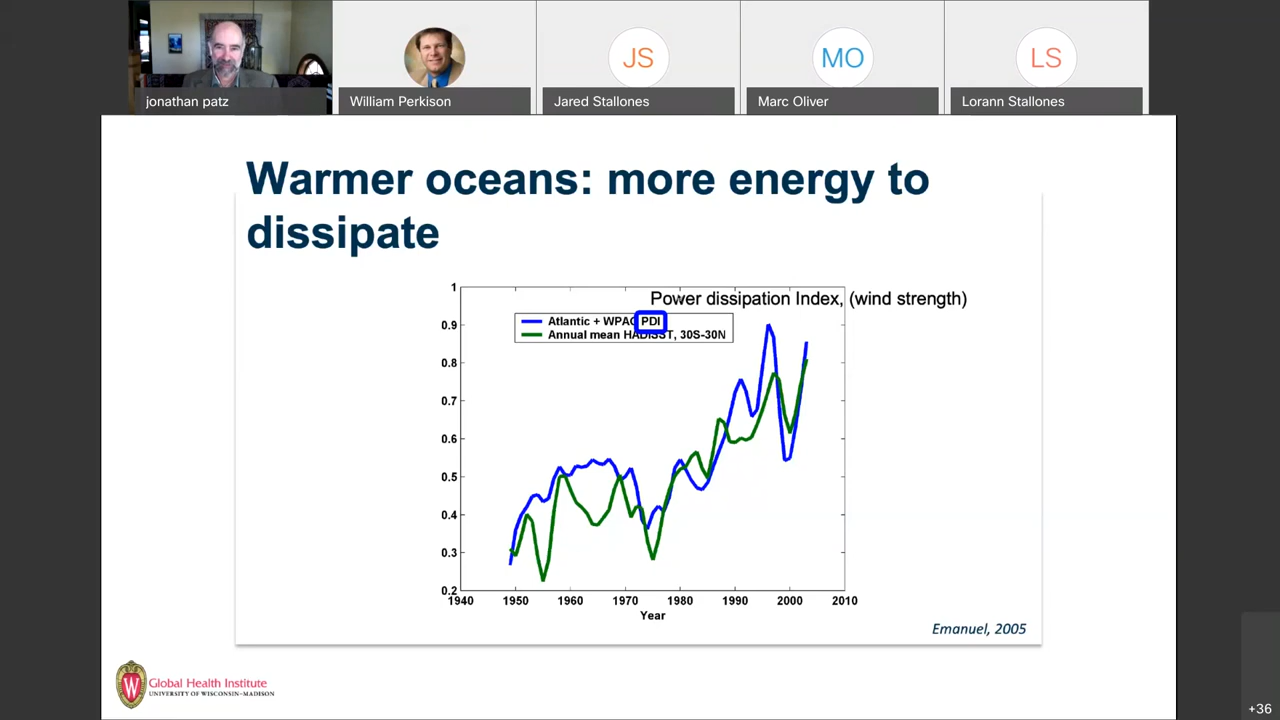 JS
MO
LS
jonathan patz
William Perkison
Jared Stallones
Marc Oliver
Lorann Stallones
Warmer oceans: more energy to
dissipate
Power dissipation Index, (wind strength)
Atlantic + WPAC PDI
Annual mean HADISST, 30S-30N
1
0.9
0.8
0.7
0.6
0.5
0.4
0.3
0.2
1940 1950 1960 1970 1980 1990 2000 2010
Year
Emanuel, 2005
W
Global Health Institute
UNIVERSITY OF WISCONSIN-MADISON
+36